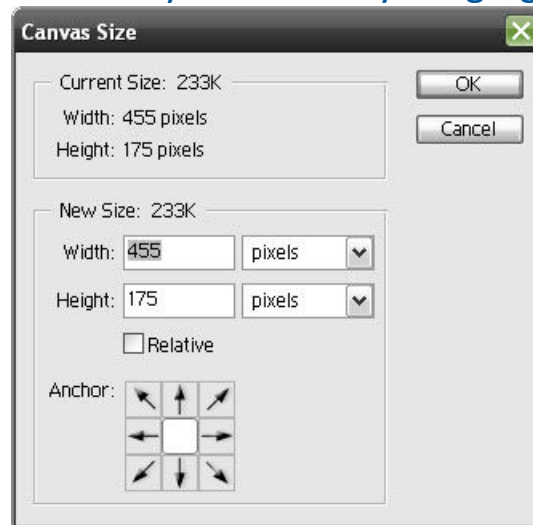 Canvas Size
Current Size: 233K
Width: 455 pixels
Height: 175 pixels
OK
Cancel
New Size: 233K
Width: 455 pixels
Height: 175 pixels
Relative
Anchor: